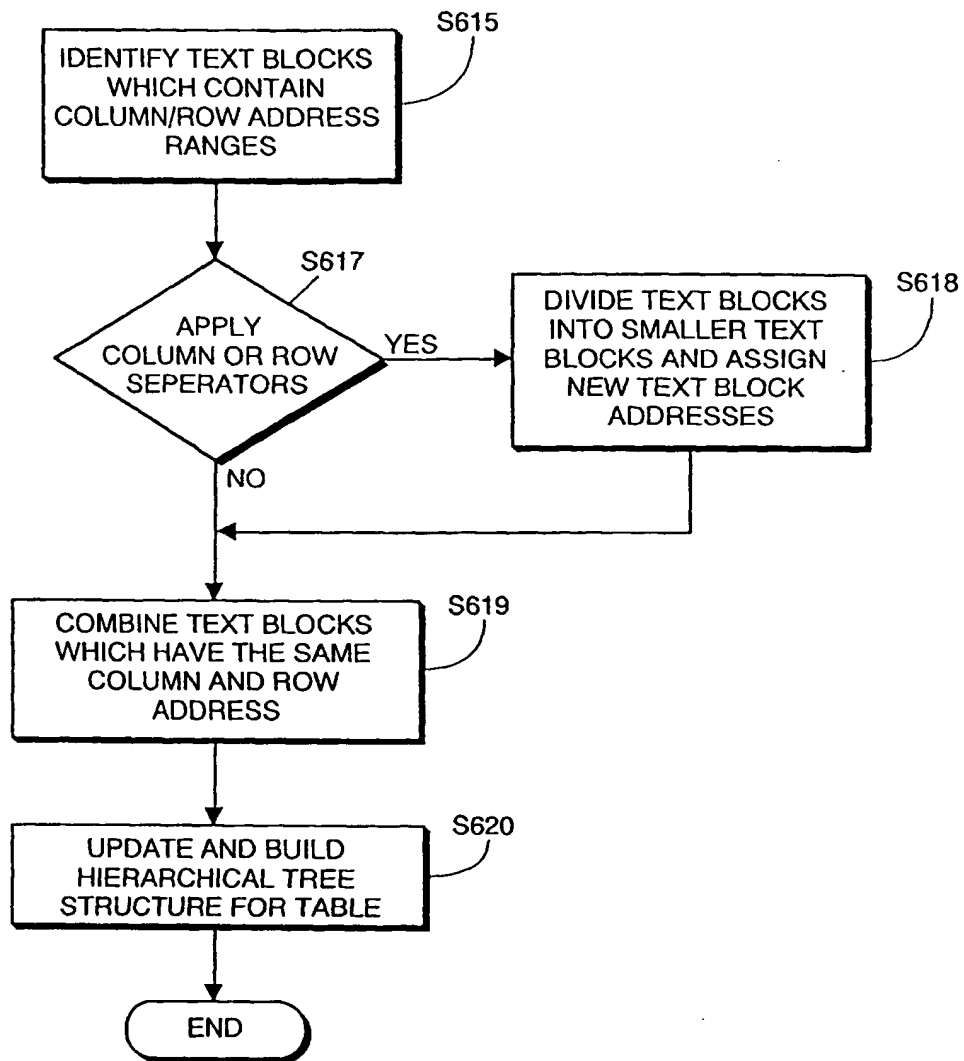 S615
IDENTIFY TEXT BLOCKS
WHICH CONTAIN
COLUMN/ROW ADDRESS
RANGES
S617
APPLY
COLUMN OR ROW
SEPERATORS
YES
NO
S618
DIVIDE TEXT BLOCKS
INTO SMALLER TEXT
BLOCKS AND ASSIGN
NEW TEXT BLOCK
ADDRESSES
S619
COMBINE TEXT BLOCKS
WHICH HAVE THE SAME
COLUMN AND ROW
ADDRESS
S620
UPDATE AND BUILD
HIERARCHICAL TREE
STRUCTURE FOR TABLE
END